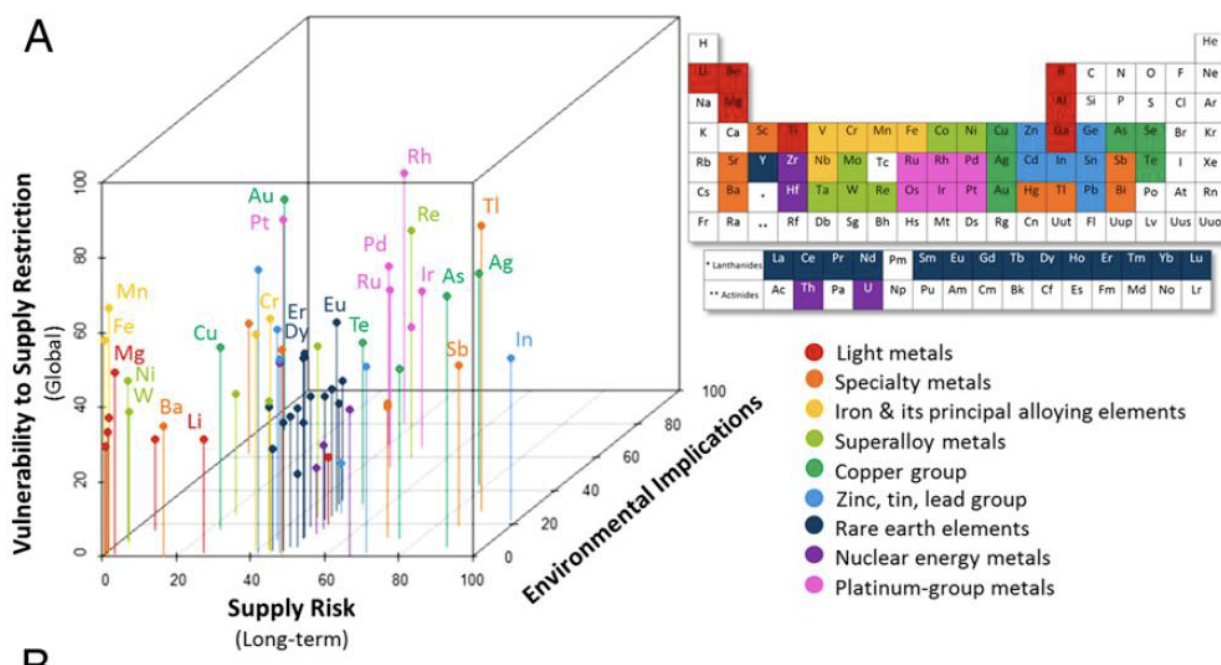 A
Vulnerability to Supply Restriction
(Global)
100
80
60
40
20
0
0
20
40
60
80
100
Supply Risk
(Long-term)
0
20
40
60
80
100
Environmental Implications
Rh
Au
Pt
Re
Tl
Pd
Ru
Ir
As
Ag
Mn
Fe
Mg
Ni
W
Ba
Li
Cu
Cr
Er
Dy
Eu
Te
Sb
In
H He
Li Be B C N O F Ne
Na Mg Al Si P S Cl Ar
K Ca Sc Ti V Cr Mn Fe Co Ni Cu Zn Ga Ge As Se Br Kr
Rb Sr Y Zr Nb Mo Tc Ru Rh Pd Ag Cd In Sn Sb Te I Xe
Cs Ba * Hf Ta W Re Os Ir Pt Au Hg Tl Pb Bi Po At Rn
Fr Ra ** Rf Db Sg Bh Hs Mt Ds Rg Cn Uut Fl Uup Lv Uus Uuo
* Lanthanides La Ce Pr Nd Pm Sm Eu Gd Tb Dy Ho Er Tm Yb Lu
** Actinides Ac Th Pa U Np Pu Am Cm Bk Cf Es Fm Md No Lr
Light metals
Specialty metals
Iron & its principal alloying elements
Superalloy metals
Copper group
Zinc, tin, lead group
Rare earth elements
Nuclear energy metals
Platinum-group metals